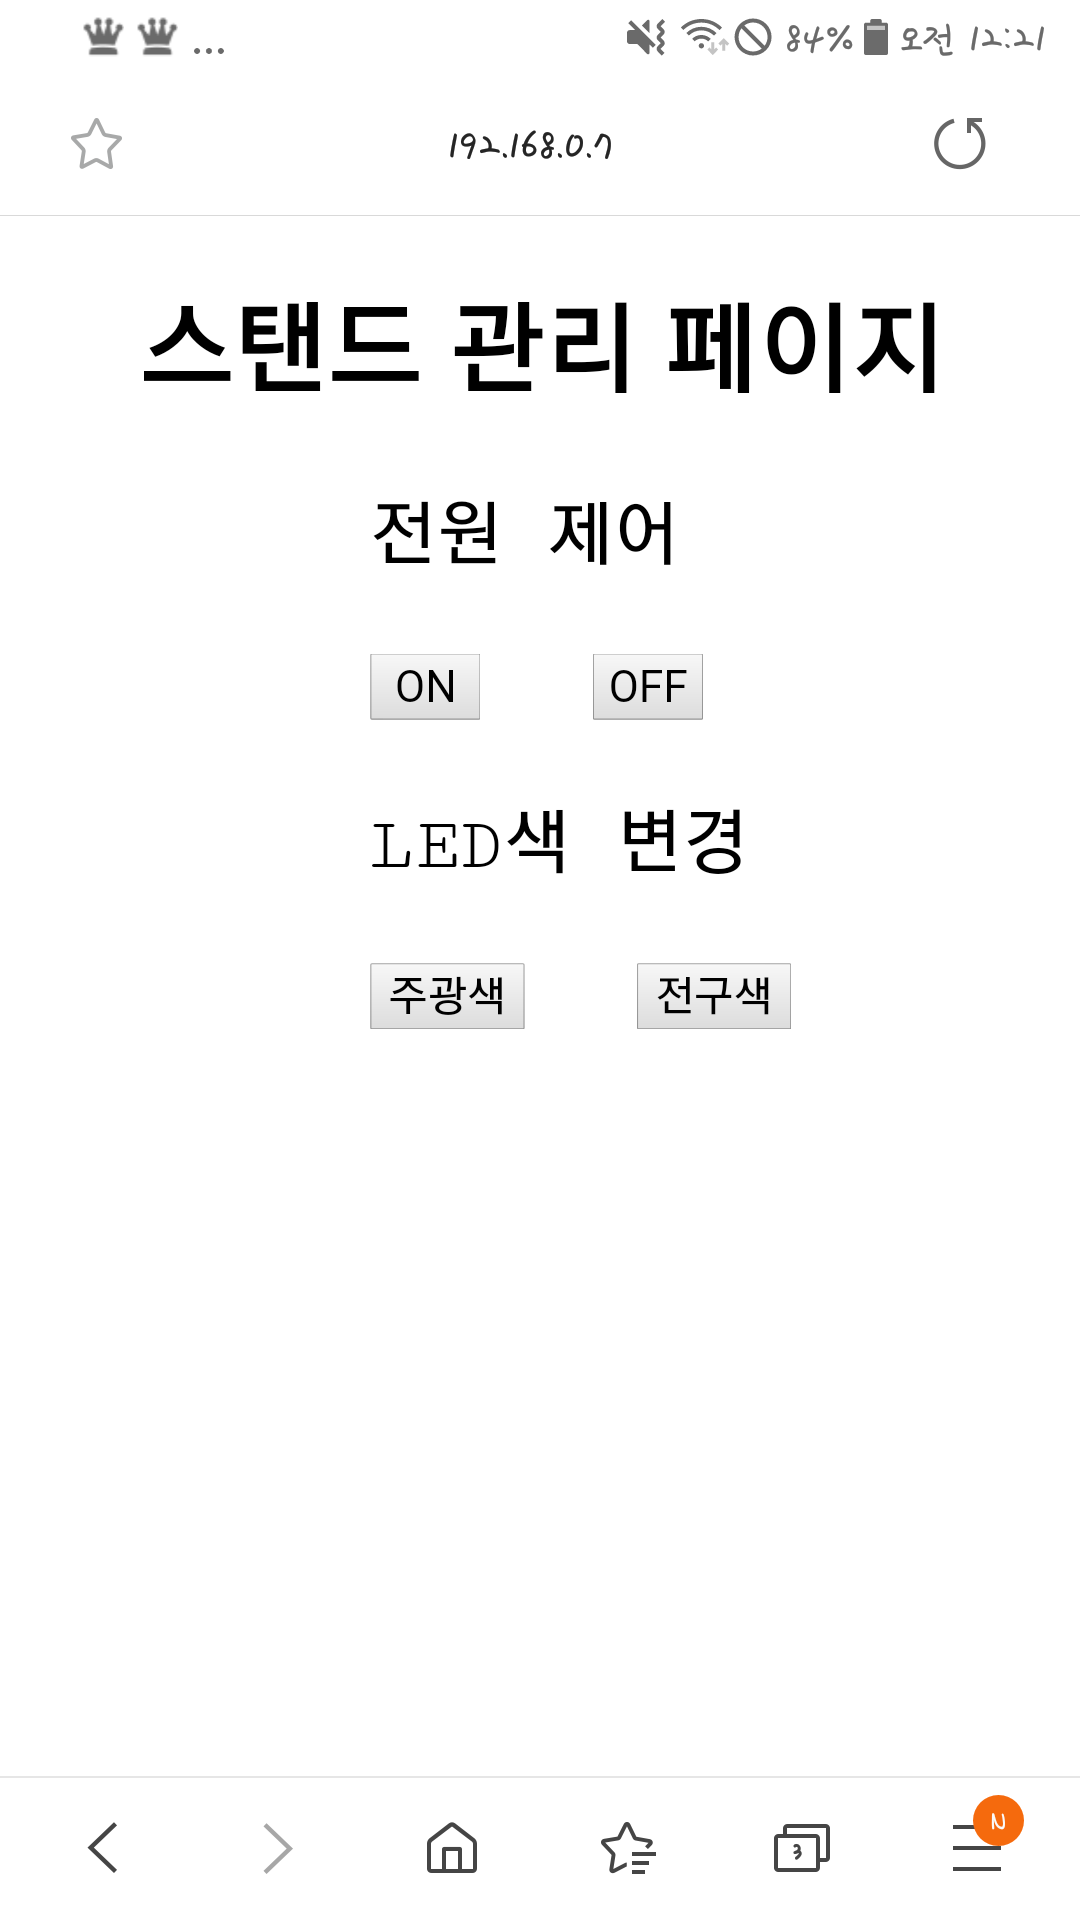 84% 오전 12:21
192.168.0.7
스탠드 관리 페이지
전원 제어
ON OFF
LED색 변경
주광색 전구색
3
N